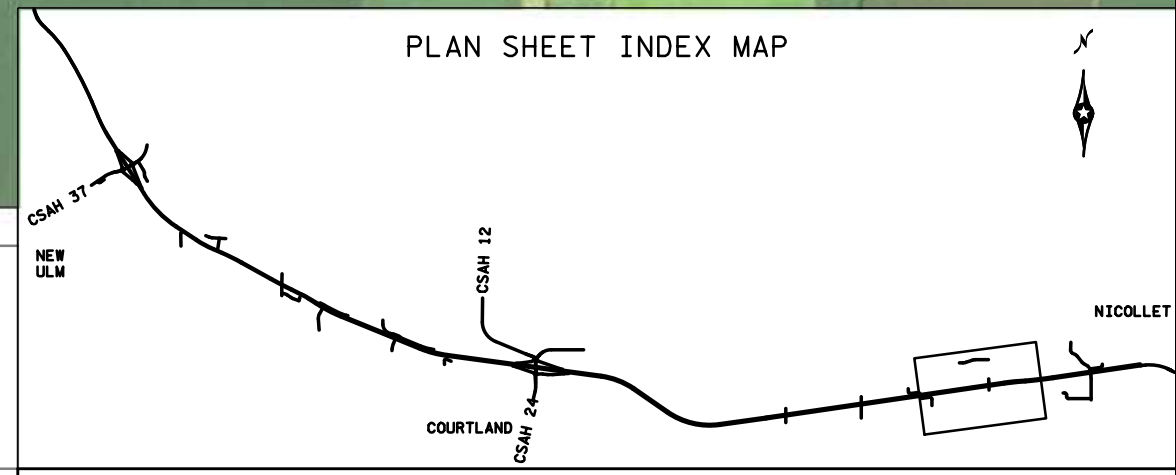 PLAN SHEET INDEX MAP
N
CSAH 37
NEW
ULM
CSAH 12
NICOLLET
COURTLAND
CSAH 24